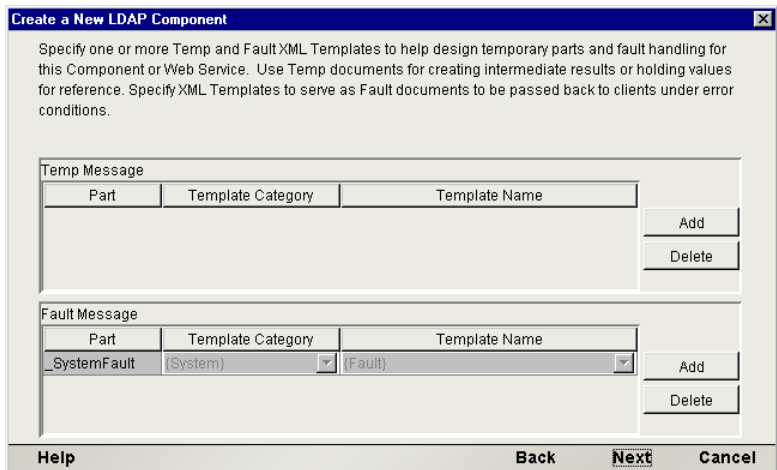 Create a New LDAP Component
Specify one or more Temp and Fault XML Templates to help design temporary parts and fault handling for
this Component or Web Service. Use Temp documents for creating intermediate results or holding values
for reference. Specify XML Templates to serve as Fault documents to be passed back to clients under error
conditions.
Temp Message
Part Template Category Template Name
Add
Delete
Fault Message
Part Template Category Template Name
_SystemFault {System} {Fault}
Add
Delete
Help Back Next Cancel